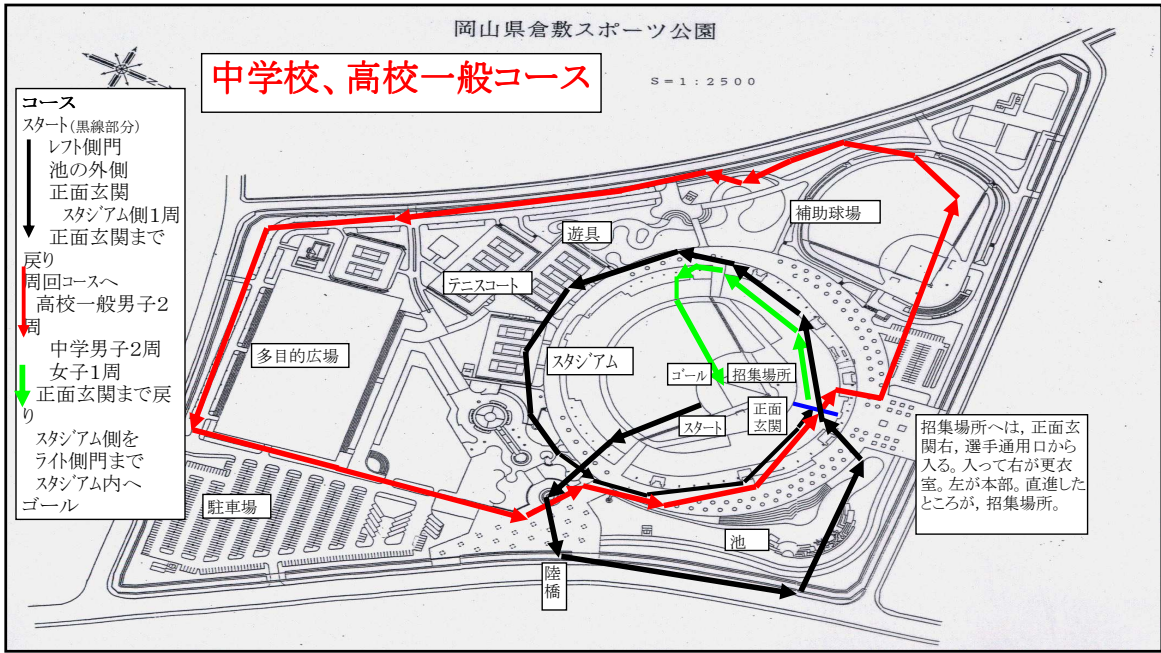 岡山県倉敷スポーツ公園
中学校、高校一般コース
S=1:2500
コース
スタート(黒線部分)
レフト側門
池の外側
正面玄関
スタジアム側1周
正面玄関まで
戻り
周回コースへ
高校一般男子2
周
中学男子2周
女子1周
正面玄関まで戻
り
スタジアム側を
ライト側門まで
スタジアム内へ
ゴール
補助球場
遊具
テニスコート
多目的広場
スタジアム
ゴール
招集場所
スタート
正面
玄関
招集場所へは,正面玄
関右,選手通用口から
入る。入って右が更衣
室。左が本部。直進した
ところが,招集場所。
駐車場
池
陸
橋